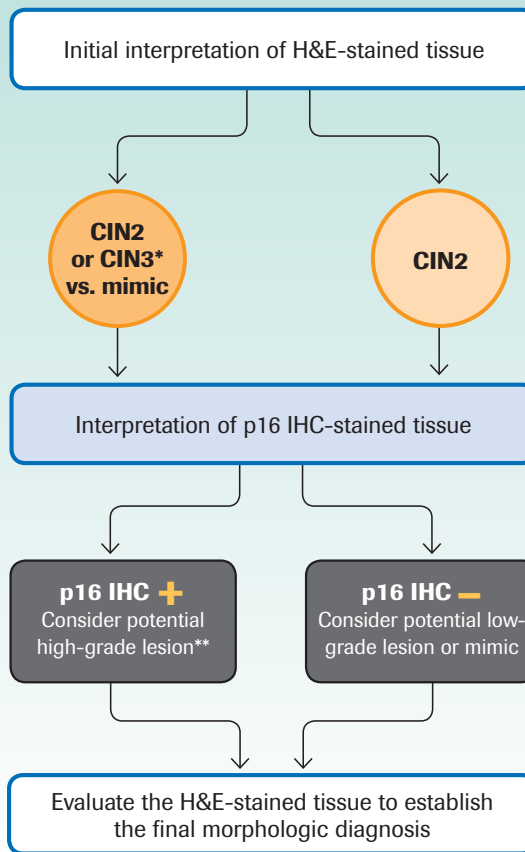 Initial interpretation of H&E-stained tissue
CIN2
or CIN3*
vs. mimic
CIN2
Interpretation of p16 IHC-stained tissue
p16 IHC +
Consider potential
high-grade lesion**
p16 IHC –
Consider potential low-
grade lesion or mimic
Evaluate the H&E-stained tissue to establish
the final morphologic diagnosis